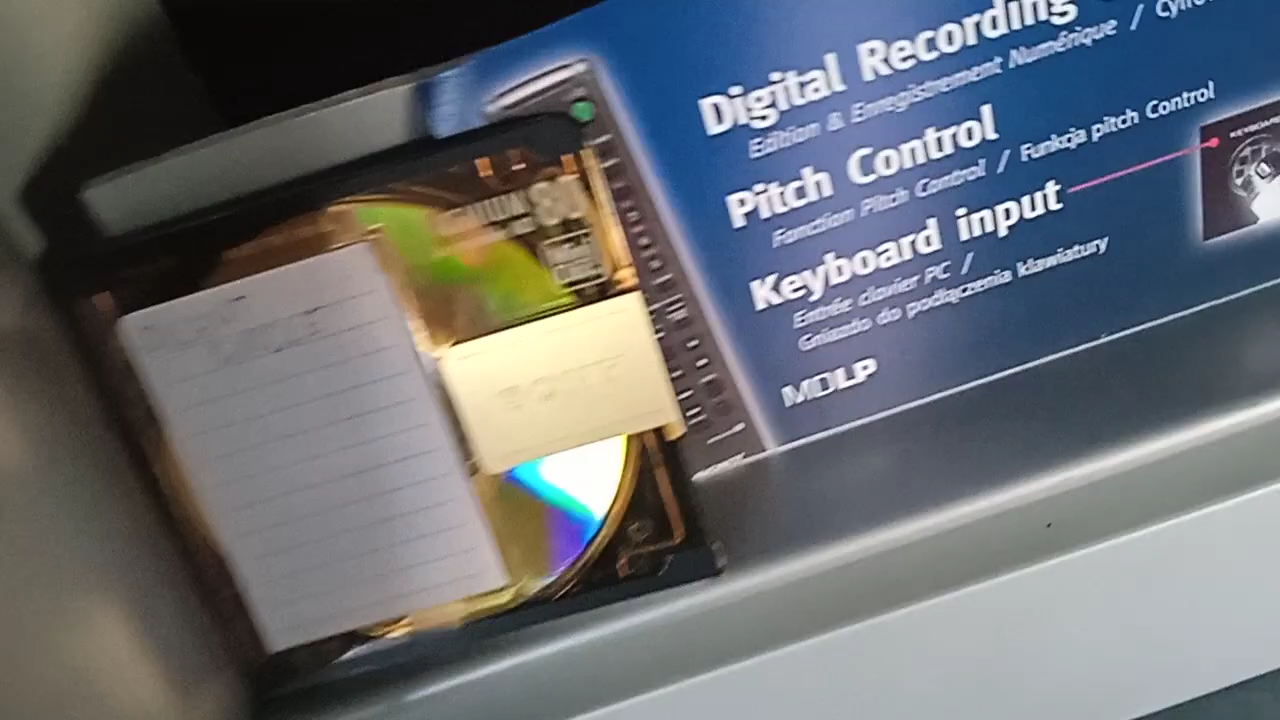 Digital Recording
Edition & Enregistrement Numérique /
Pitch Control
Fonction Pitch Control / Funkcja pitch Control
Keyboard input
Entrée clavier PC /
Gniazdo do podłączenia klawiatury
MDLP
80